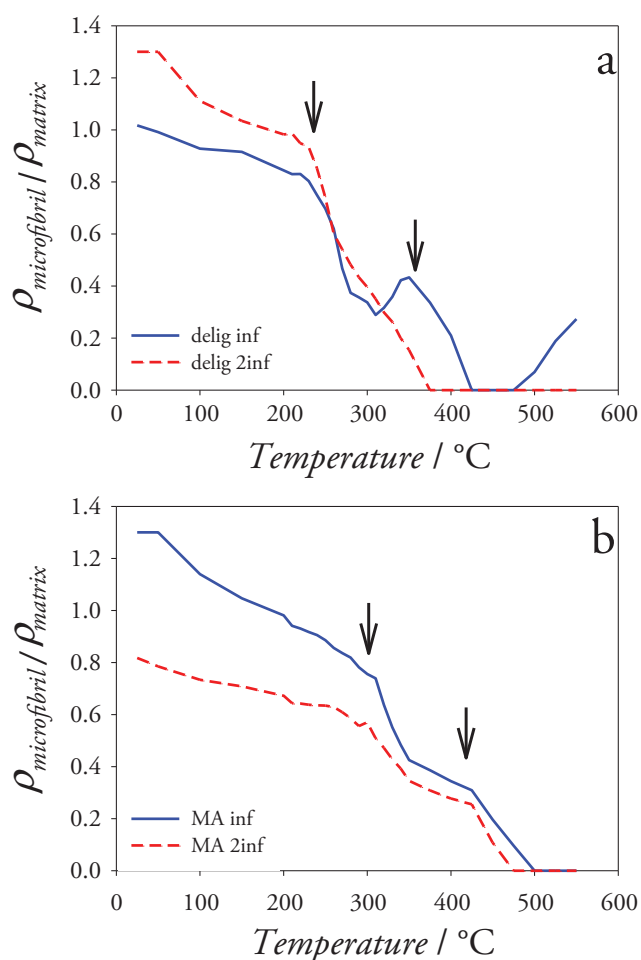 a
1.4
1.2
1.0
0.8
0.6
0.4
0.2
0.0
ρmicrofibril/ρmatrix
delig inf
delig 2inf
0 100 200 300 400 500 600
Temperature / °C
b
1.4
1.2
1.0
0.8
0.6
0.4
0.2
0.0
ρmicrofibril/ρmatrix
MA inf
MA 2inf
0 100 200 300 400 500 600
Temperature / °C